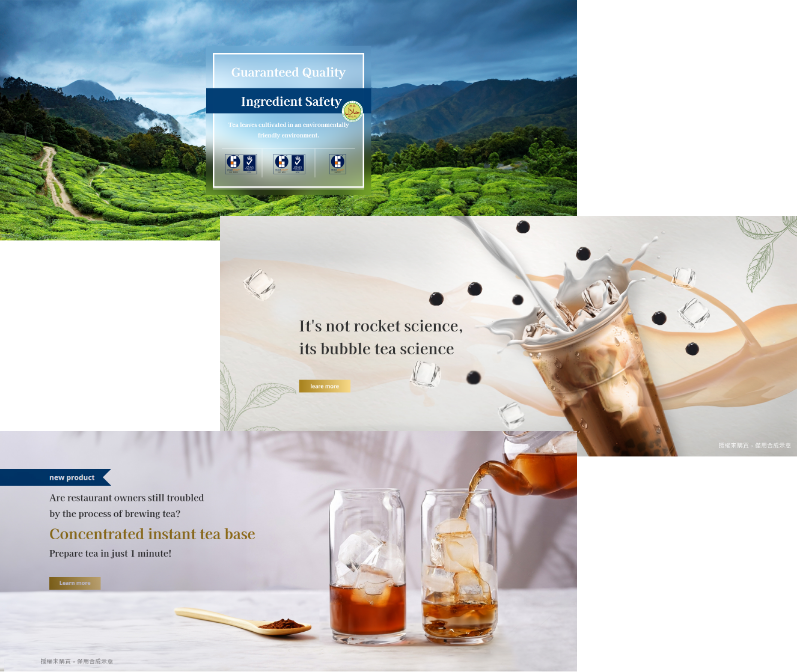 Guaranteed Quality
Ingredient Safety
Tea leaves cultivated in an environmentally
friendly environment.
It's not rocket science,
its bubble tea science
learn more
new product
Are restaurant owners still troubled
by the process of brewing tea?
Concentrated instant tea base
Prepare tea in just 1 minute!
Learn more